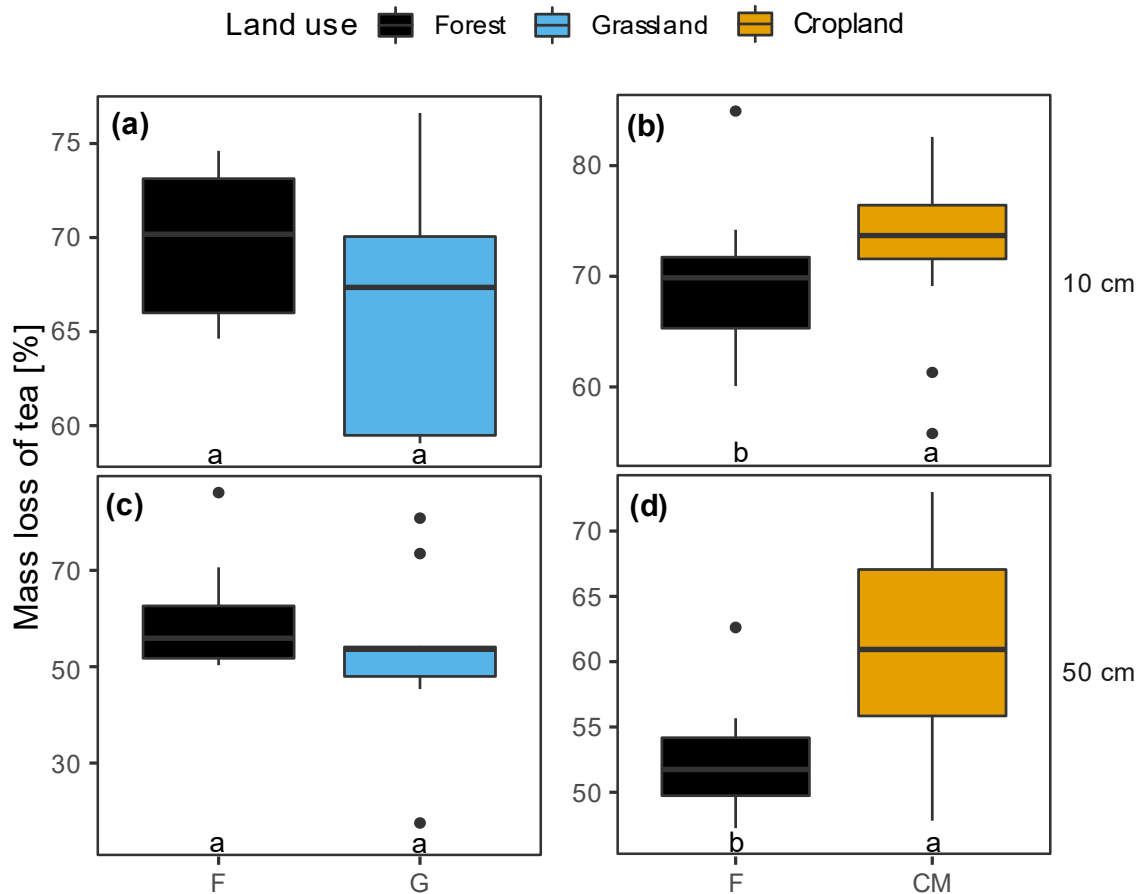 Land use Forest Grassland Cropland
Mass loss of tea [%]
(a)
75
70
65
60
a a
(b)
80
70
60
b a
10 cm
(c)
70
50
30
a a
F G
(d)
70
65
60
55
50
b a
F CM
50 cm